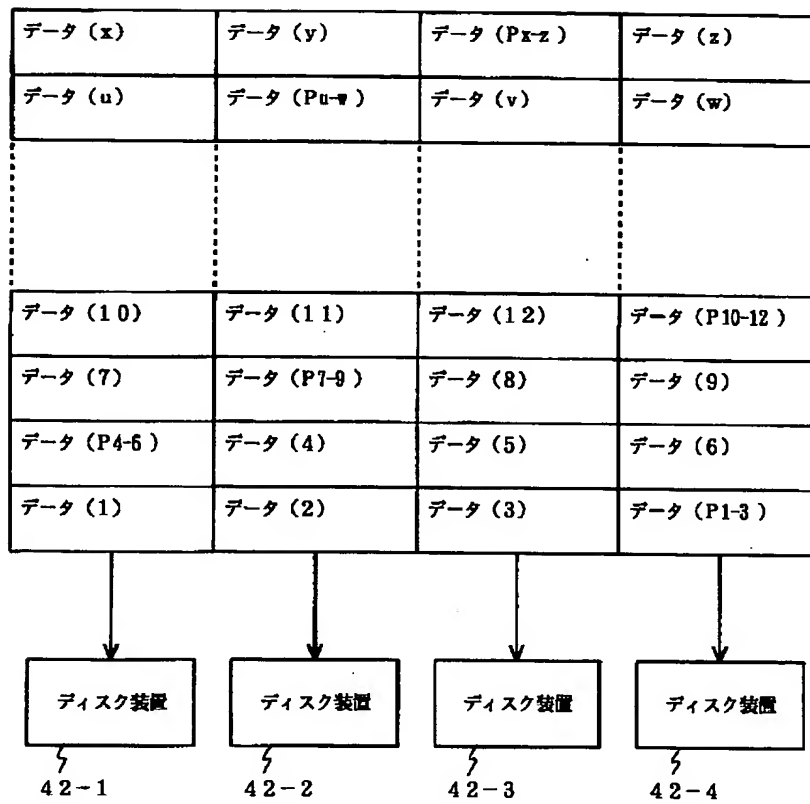 データ (x) データ (y) データ (Px-z) データ (z)
データ (u) データ (Pu-w) データ (v) データ (w)
データ (10) データ (11) データ (12) データ (P10-12)
データ (7) データ (P7-9) データ (8) データ (9)
データ (P4-6) データ (4) データ (5) データ (6)
データ (1) データ (2) データ (3) データ (P1-3)
ディスク装置 ディスク装置 ディスク装置 ディスク装置
42-1 42-2 42-3 42-4